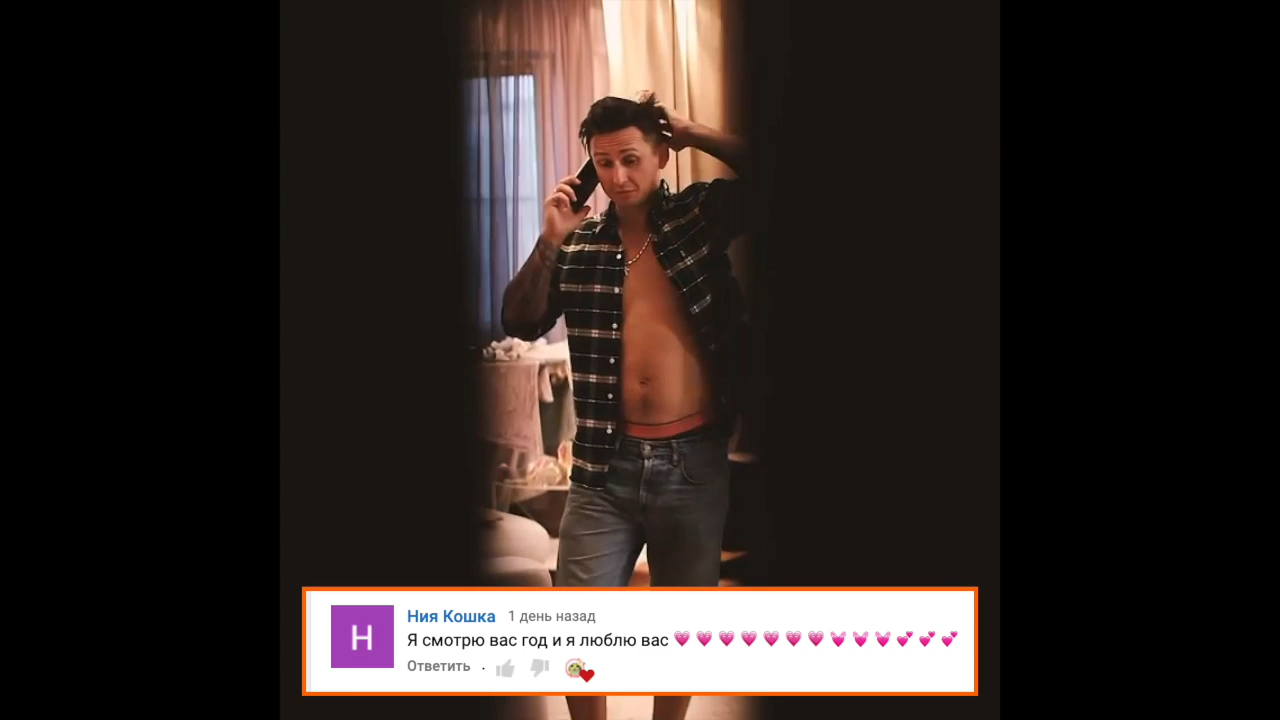 Н
Ния Кошка 1 день назад
Я смотрю вас год и я люблю вас 💗 💗 💗 💗 💗 💗 💗 💓 💓 💓 💕 💕 💕
Ответить ·